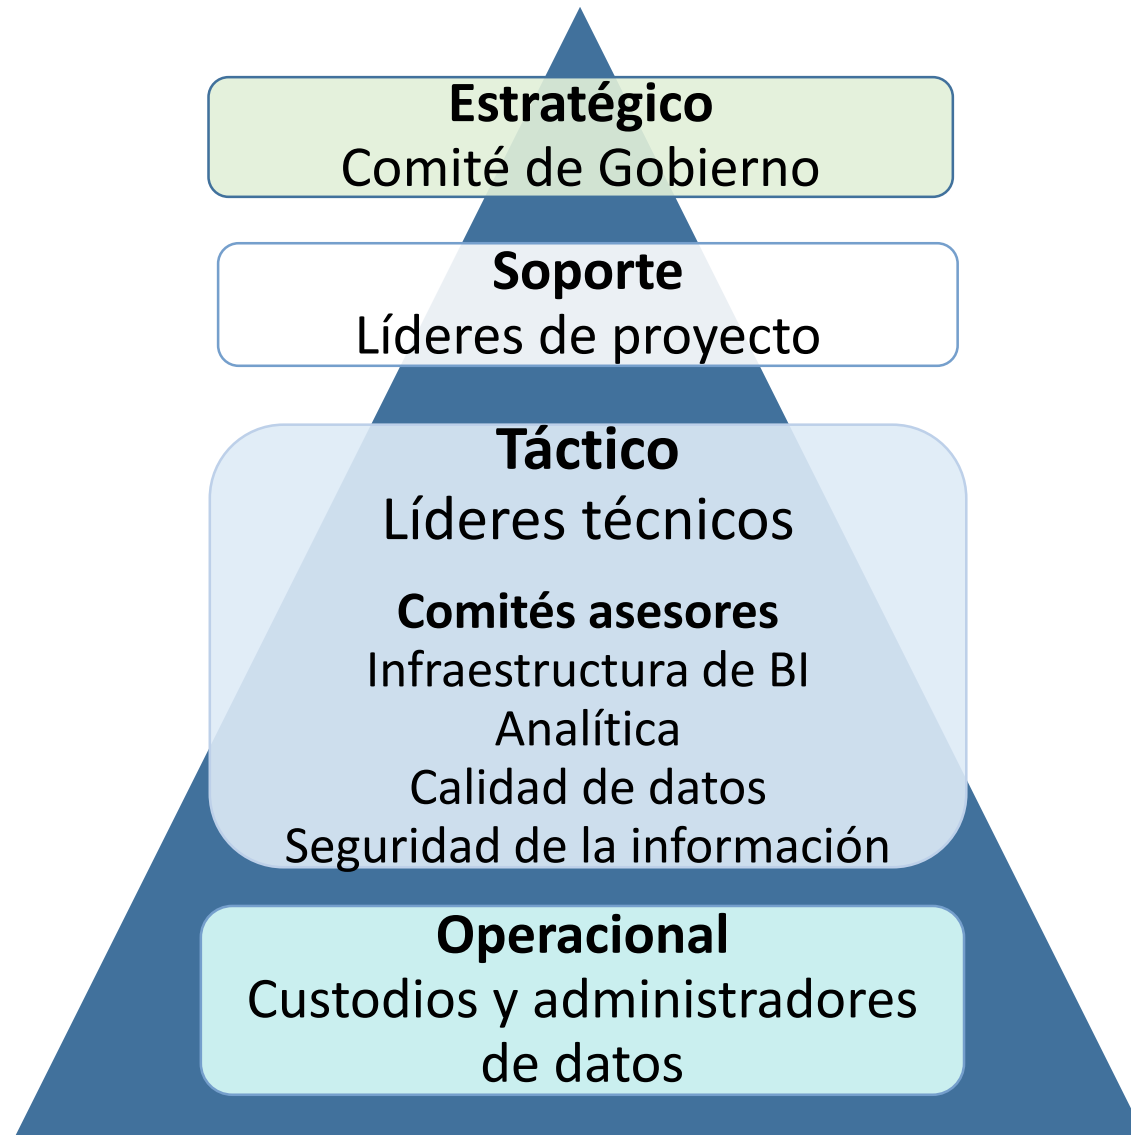 Estratégico
Comité de Gobierno
Soporte
Líderes de proyecto
Táctico
Líderes técnicos
Comités asesores
Infraestructura de BI
Analítica
Calidad de datos
Seguridad de la información
Operacional
Custodios y administradores
de datos